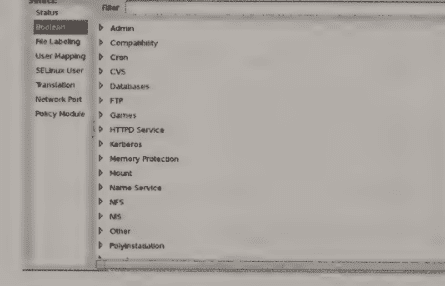 Select:
Status
Boolean
File Labeling
User Mapping
SELinux User
Translation
Network Port
Policy Module
Filter
Admin
Compatibility
Cron
CVS
Databases
FTP
Games
HTTPD Service
Kerberos
Memory Protection
Mount
Name Service
NFS
NIS
Other
Polyinstatiation